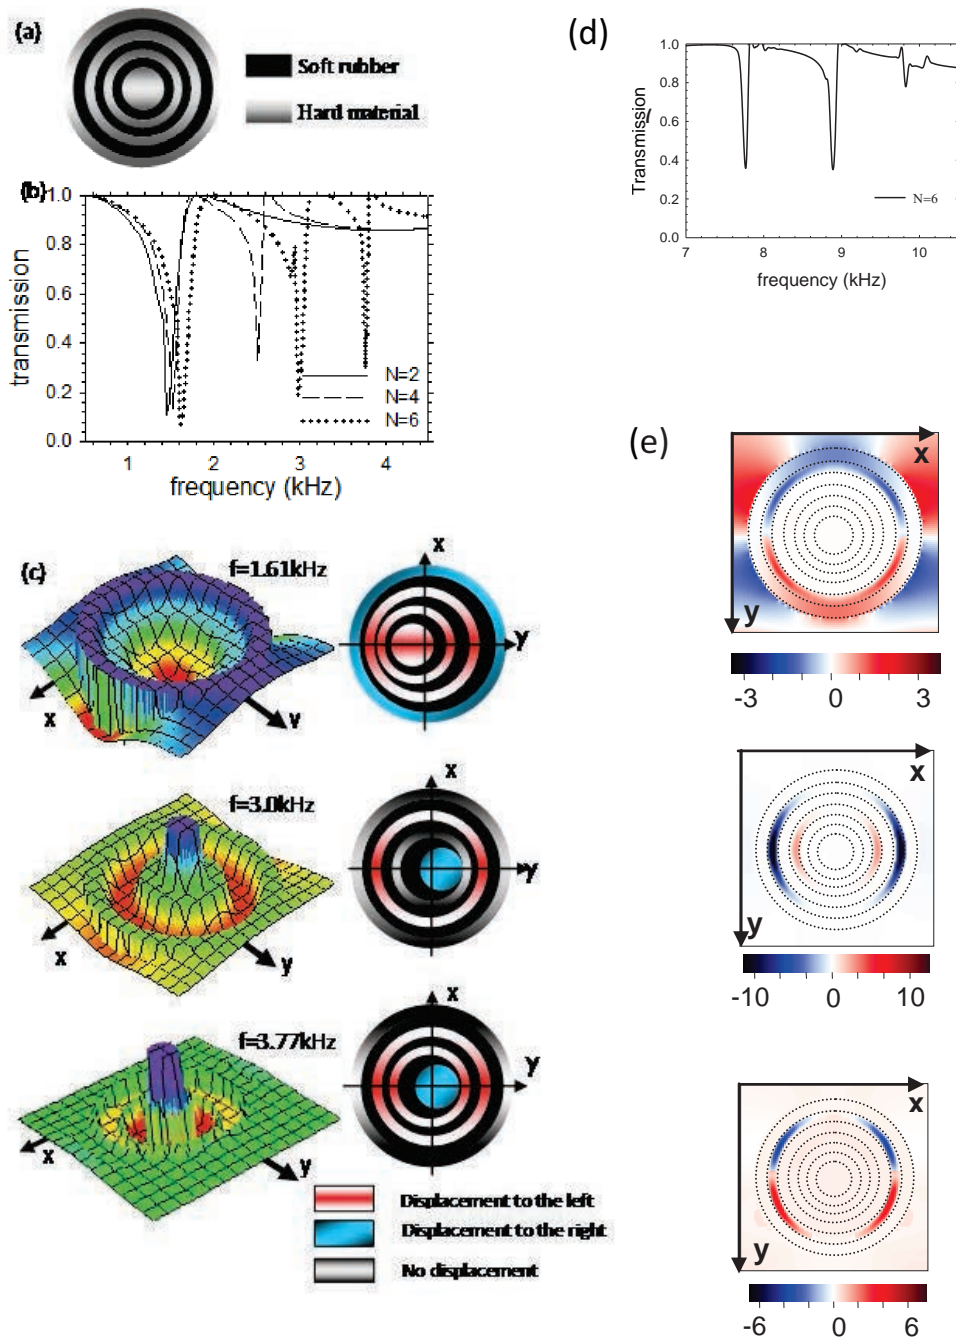 (a)
Soft rubber
Hard material
(b)
1.0
0.8
0.6
0.4
0.2
0.0
transmission
N=2
N=4
N=6
1 2 3 4
frequency (kHz)
(c)
f=1.61kHz
x
y
x
y
f=3.0kHz
x
y
x
y
f=3.77kHz
x
y
x
y
Displacement to the left
Displacement to the right
No displacement
(d)
1.0
0.8
0.6
0.4
0.2
0.0
Transmission
N=6
7 8 9 10
frequency (kHz)
(e)
x
y
-3 0 3
x
y
-10 0 10
x
y
-6 0 6